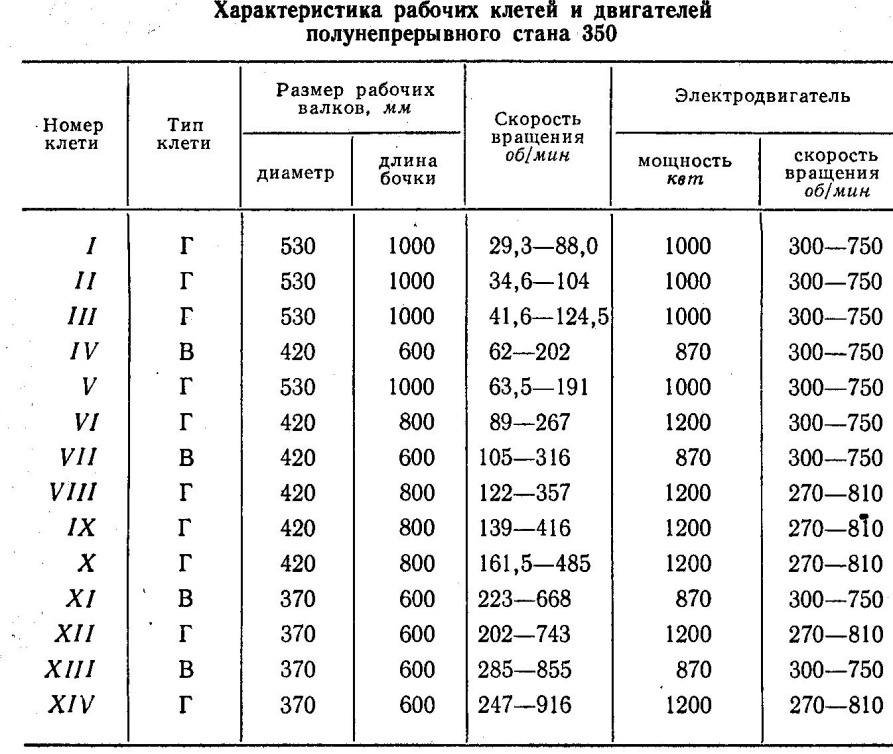 Характеристика рабочих клетей и двигателей
полунепрерывного стана 350
Номер клети | Тип клети | Размер рабочих валков, мм | Скорость вращения об/мин | Электродвигатель
диаметр | длина бочки | мощность квт | скорость вращения об/мин
I Г 530 1000 29,3—88,0 1000 300—750
II Г 530 1000 34,6—104 1000 300—750
III Г 530 1000 41,6—124,5 1000 300—750
IV В 420 600 62—202 870 300—750
V Г 530 1000 63,5—191 1000 300—750
VI Г 420 800 89—267 1200 300—750
VII В 420 600 105—316 870 300—750
VIII Г 420 800 122—357 1200 270—810
IX Г 420 800 139—416 1200 270—810
X Г 420 800 161,5—485 1200 270—810
XI В 370 600 223—668 870 300—750
XII Г 370 600 202—743 1200 270—810
XIII В 370 600 285—855 870 300—750
XIV Г 370 600 247—916 1200 270—810